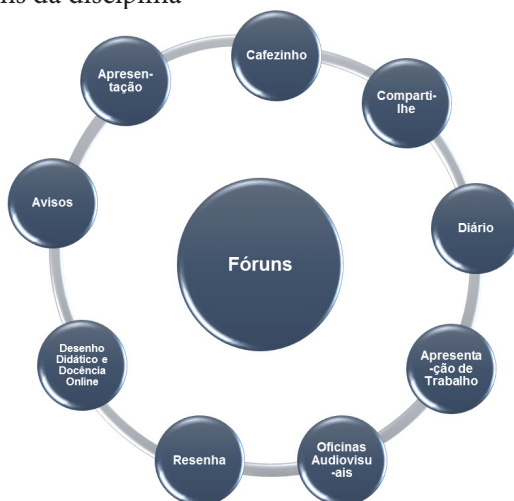 da disciplina
Cafezinho
Comparti-
lhe
Diário
Apresenta
-ção de
Trabalho
Oficinas
Audiovisu
-ais
Resenha
Desenho
Didático e
Docência
Online
Avisos
Apresen-
tação
Fóruns